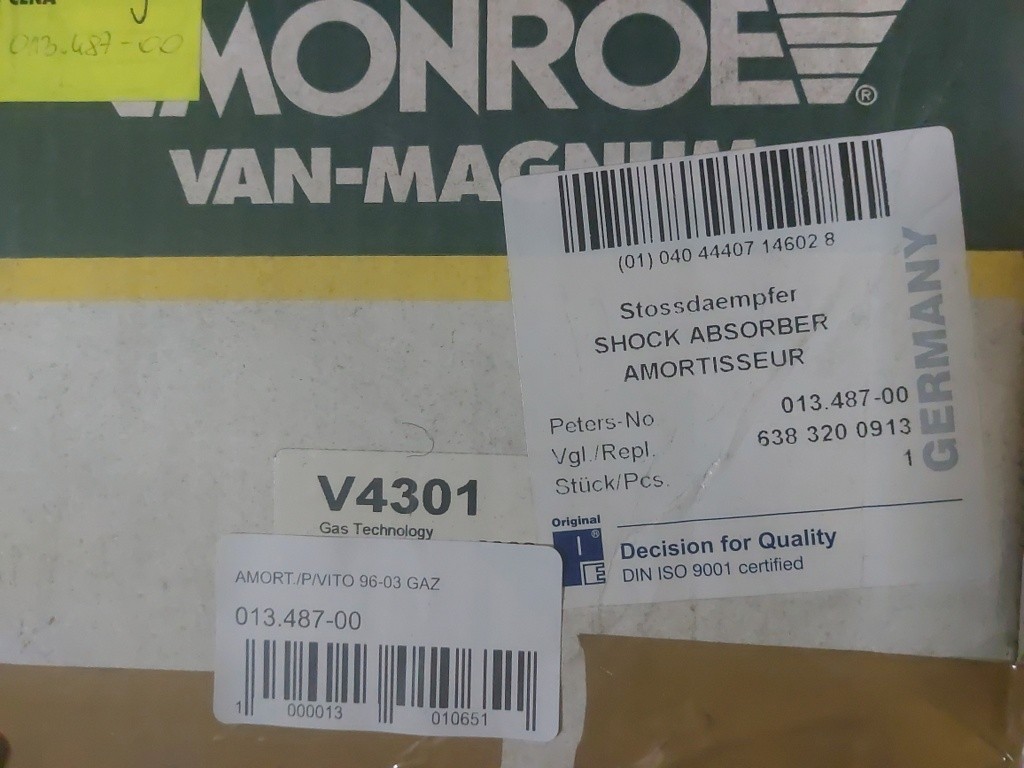 CENA
013.487-00
MONROE®
VAN-MAGNUM
(01) 040 44407 14602 8
Stossdaempfer
SHOCK ABSORBER
AMORTISSEUR
Peters-No 013.487-00
Vgl./Repl. 638 320 0913
Stück/Pcs. 1
GERMANY
Original
IE®
Decision for Quality
DIN ISO 9001 certified
V4301
Gas Technology
AMORT./P/VITO 96-03 GAZ
013.487-00
1 000013 010651